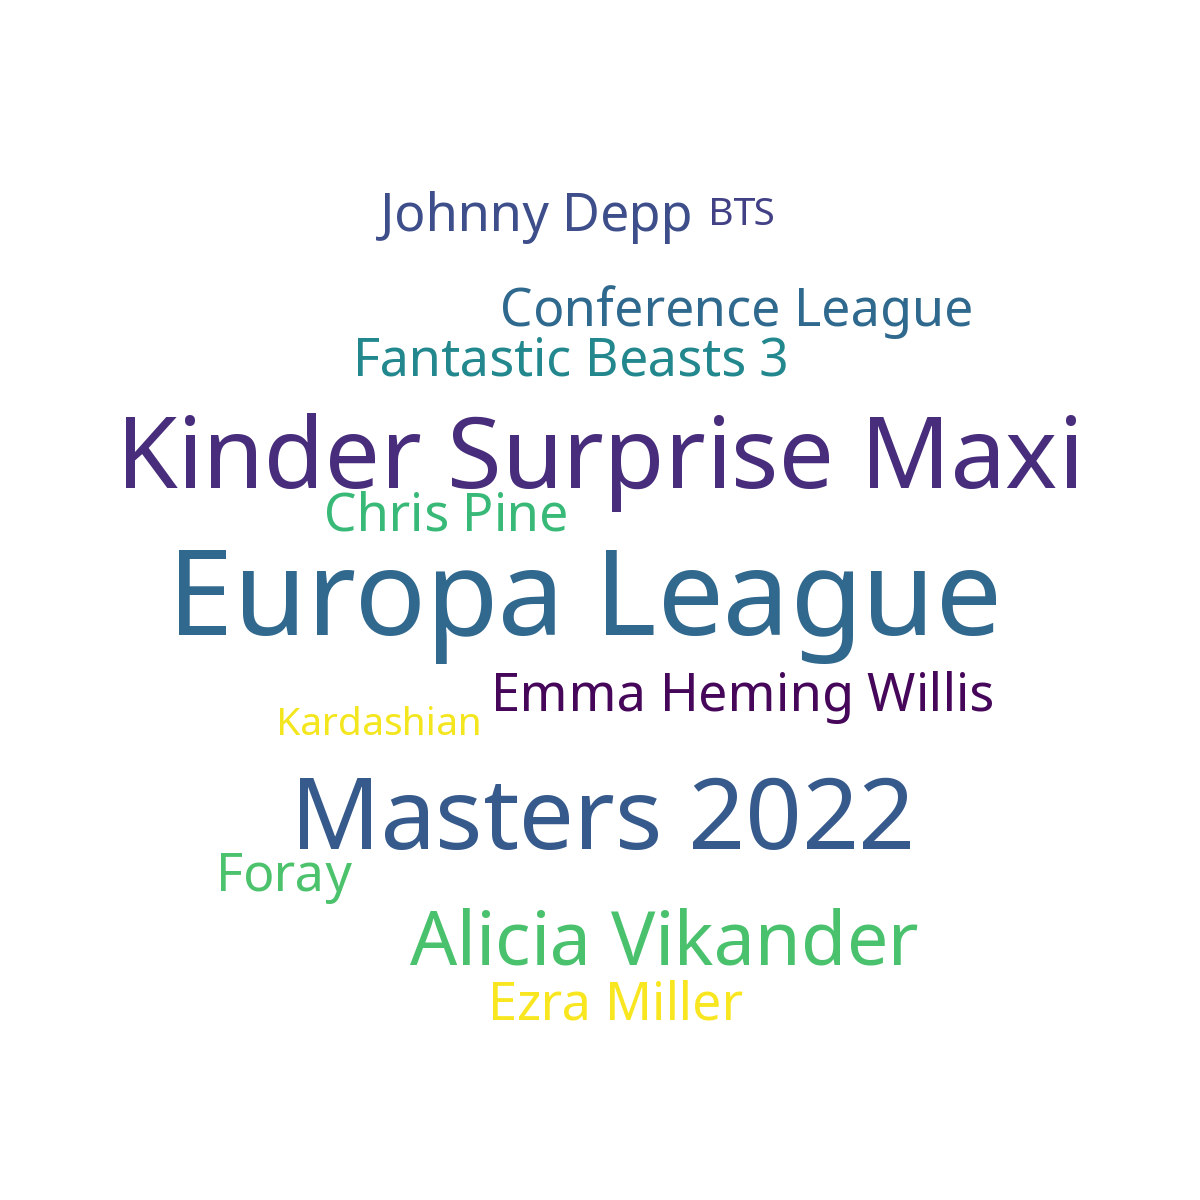 Johnny Depp BTS
Conference League
Fantastic Beasts 3
Kinder Surprise Maxi
Chris Pine
Europa League
Emma Heming Willis
Kardashian
Masters 2022
Foray
Alicia Vikander
Ezra Miller